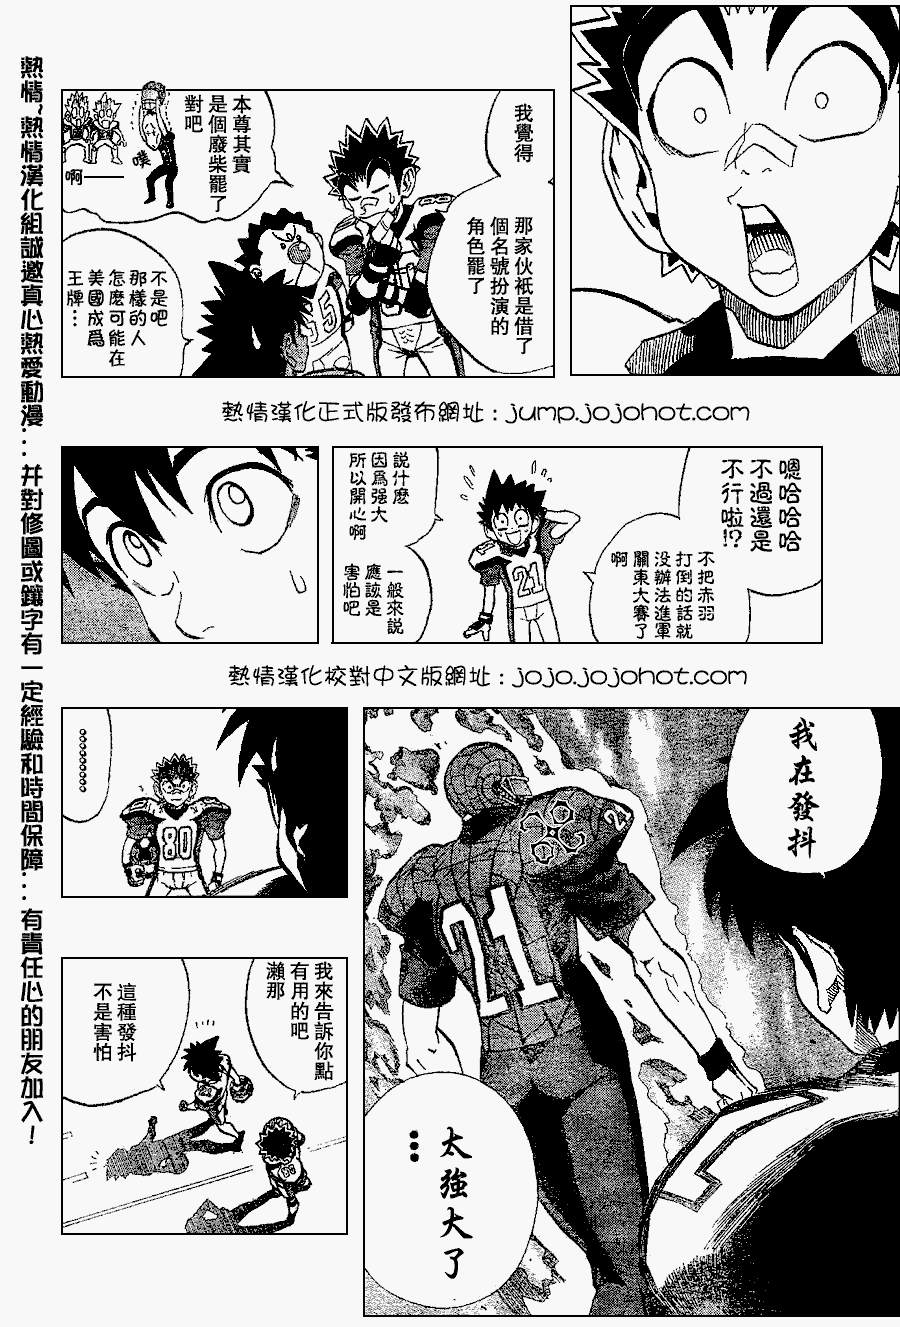 我覺得
那家伙衹是借了
個名號扮演的
角色罷了
本尊其實
是個廢柴罷了
對吧
噗
啊——
不是吧
那樣的人
怎麼可能在
美國成爲
王牌…
熱情漢化正式版發布網址：jump.jojohot.com
嗯哈哈哈
不過還是
不行啦!?
不把赤羽
打倒的話就
没辦法進軍
關東大賽了
啊
21
説什麽
因爲强大
所以開心啊
一般來説
應該是
害怕吧
熱情漢化校對中文版網址：jojo.jojohot.com
我在發抖
21
21
太強大了
…
………
80
我來告訴你點
有用的吧
瀨那
這種發抖
不是害怕
熱情,熱情漢化組誠邀真心熱愛動漫...并對修圖或鑲字有一定經驗和時間保障...有責任心的朋友加入！